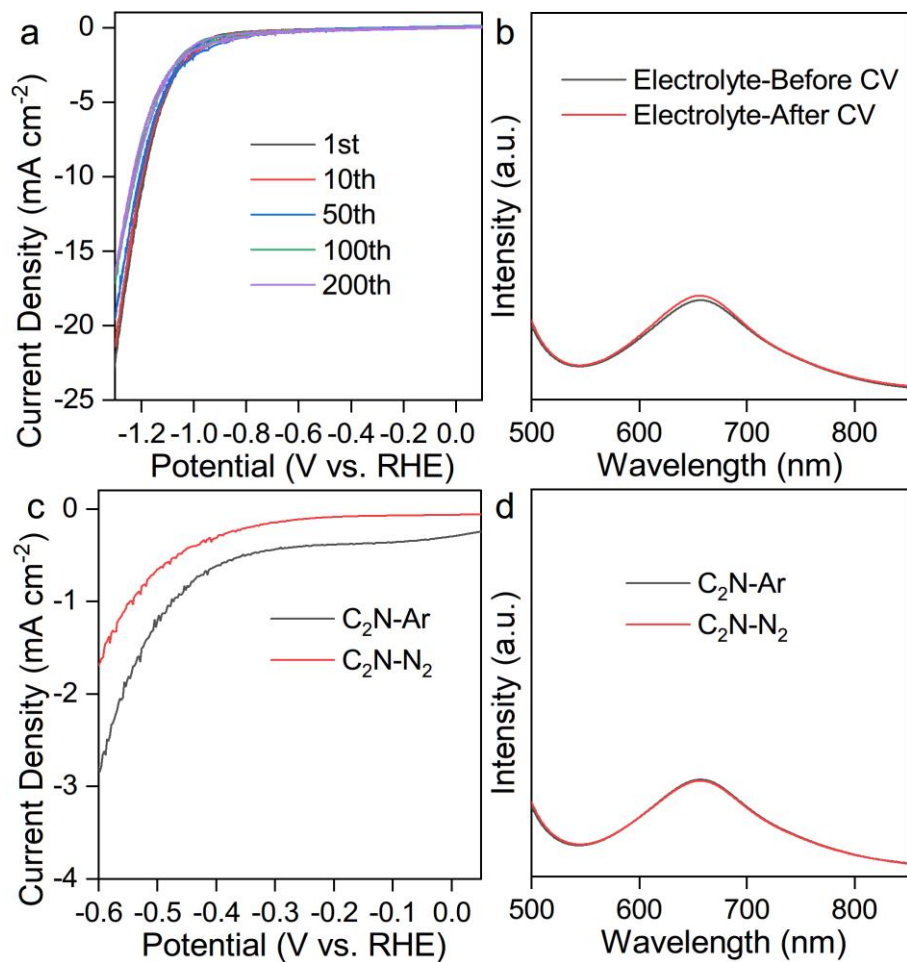 a
Current Density (mA cm⁻²)
0
-5
-10
-15
-20
-25
1st
10th
50th
100th
200th
-1.2 -1.0 -0.8 -0.6 -0.4 -0.2 0.0
Potential (V vs. RHE)
b
Intensity (a.u.)
Electrolyte-Before CV
Electrolyte-After CV
500 600 700 800
Wavelength (nm)
c
Current Density (mA cm⁻²)
0
-1
-2
-3
-4
C₂N-Ar
C₂N-N₂
-0.6 -0.5 -0.4 -0.3 -0.2 -0.1 0.0
Potential (V vs. RHE)
d
Intensity (a.u.)
C₂N-Ar
C₂N-N₂
500 600 700 800
Wavelength (nm)